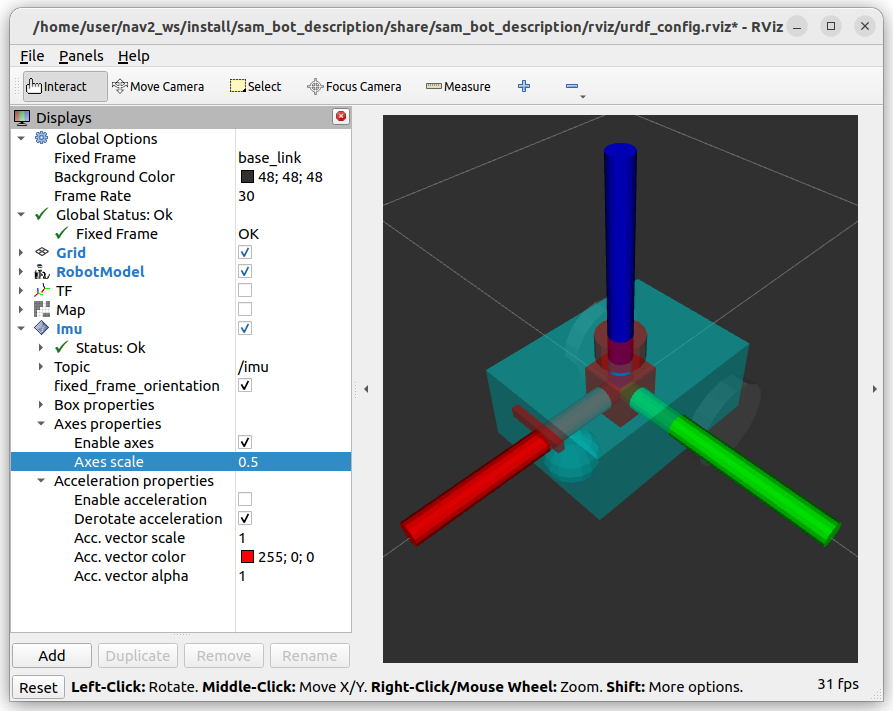 /home/user/nav2_ws/install/sam_bot_description/share/sam_bot_description/rviz/urdf_config.rviz* - RViz
File Panels Help
Interact Move Camera Select Focus Camera Measure
Displays
Global Options
Fixed Frame base_link
Background Color 48; 48; 48
Frame Rate 30
Global Status: Ok
Fixed Frame OK
Grid
RobotModel
TF
Map
Imu
Status: Ok
Topic /imu
fixed_frame_orientation
Box properties
Axes properties
Enable axes
Axes scale 0.5
Acceleration properties
Enable acceleration
Derotate acceleration
Acc. vector scale 1
Acc. vector color 255; 0; 0
Acc. vector alpha 1
Add Duplicate Remove Rename
Reset Left-Click: Rotate. Middle-Click: Move X/Y. Right-Click/Mouse Wheel: Zoom. Shift: More options. 31 fps